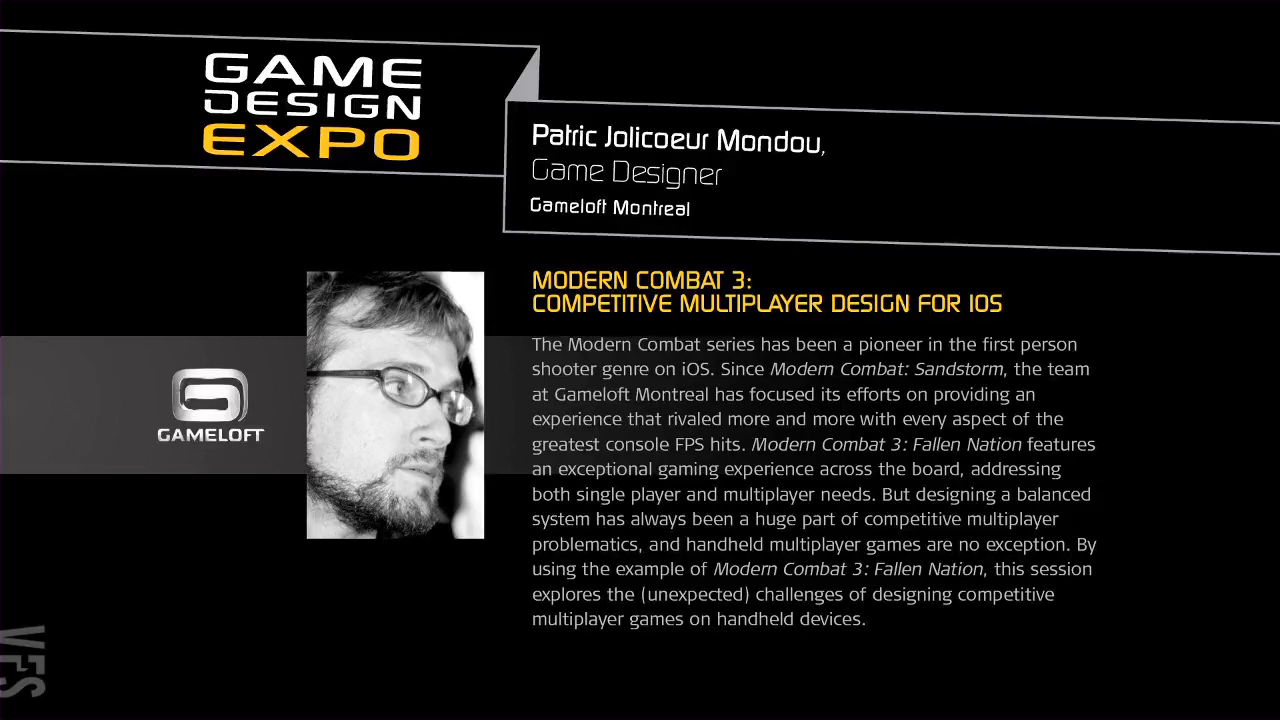 GAME
DESIGN
EXPO
Patric Jolicoeur Mondou,
Game Designer
Gameloft Montreal
MODERN COMBAT 3:
COMPETITIVE MULTIPLAYER DESIGN FOR IOS
The Modern Combat series has been a pioneer in the first person
shooter genre on iOS. Since Modern Combat: Sandstorm, the team
at Gameloft Montreal has focused its efforts on providing an
experience that rivaled more and more with every aspect of the
greatest console FPS hits. Modern Combat 3: Fallen Nation features
an exceptional gaming experience across the board, addressing
both single player and multiplayer needs. But designing a balanced
system has always been a huge part of competitive multiplayer
problematics, and handheld multiplayer games are no exception. By
using the example of Modern Combat 3: Fallen Nation, this session
explores the (unexpected) challenges of designing competitive
multiplayer games on handheld devices.
GAMELOFT
VFS